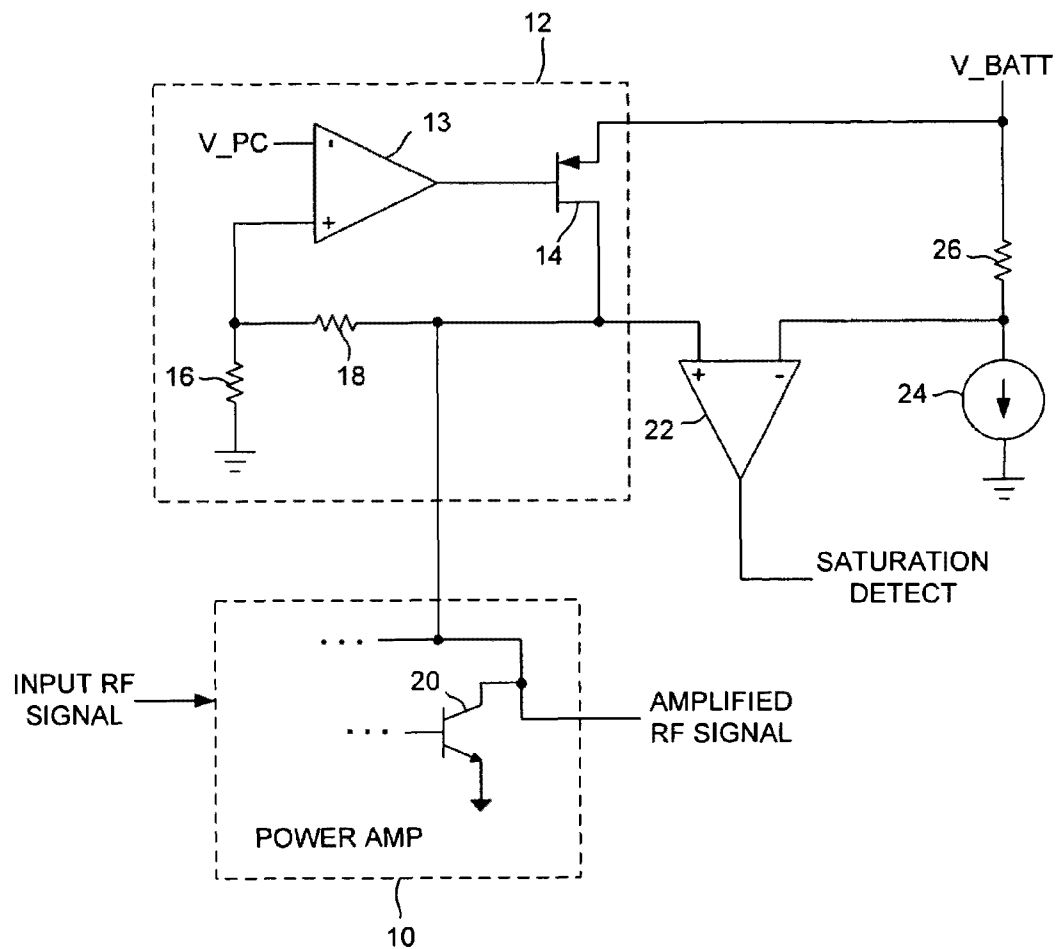 12
V_BATT
V_PC
-
13
+
14
26
16
18
+
-
22
24
SATURATION
DETECT
INPUT RF
SIGNAL
. . .
20
. . .
AMPLIFIED
RF SIGNAL
POWER AMP
10